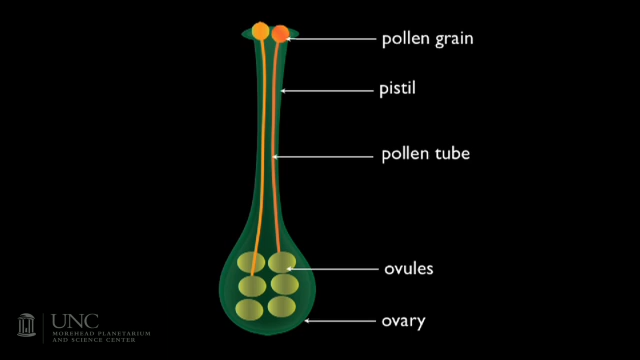 pollen grain
pistil
pollen tube
ovules
ovary
UNC
MOREHEAD PLANETARIUM
AND SCIENCE CENTER